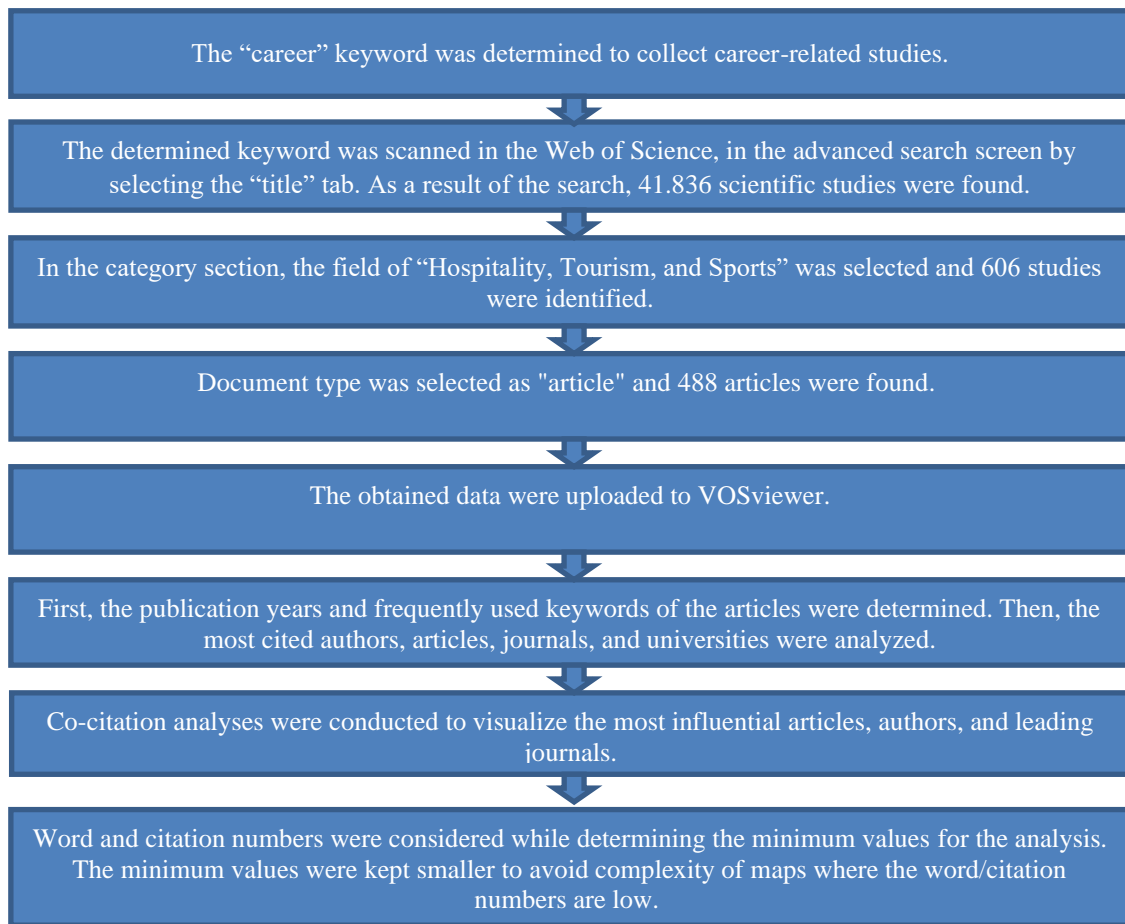 The “career” keyword was determined to collect career-related studies.
The determined keyword was scanned in the Web of Science, in the advanced search screen by
selecting the “title” tab. As a result of the search, 41.836 scientific studies were found.
In the category section, the field of “Hospitality, Tourism, and Sports” was selected and 606 studies
were identified.
Document type was selected as "article" and 488 articles were found.
The obtained data were uploaded to VOSviewer.
First, the publication years and frequently used keywords of the articles were determined. Then, the
most cited authors, articles, journals, and universities were analyzed.
Co-citation analyses were conducted to visualize the most influential articles, authors, and leading
journals.
Word and citation numbers were considered while determining the minimum values for the analysis.
The minimum values were kept smaller to avoid complexity of maps where the word/citation
numbers are low.